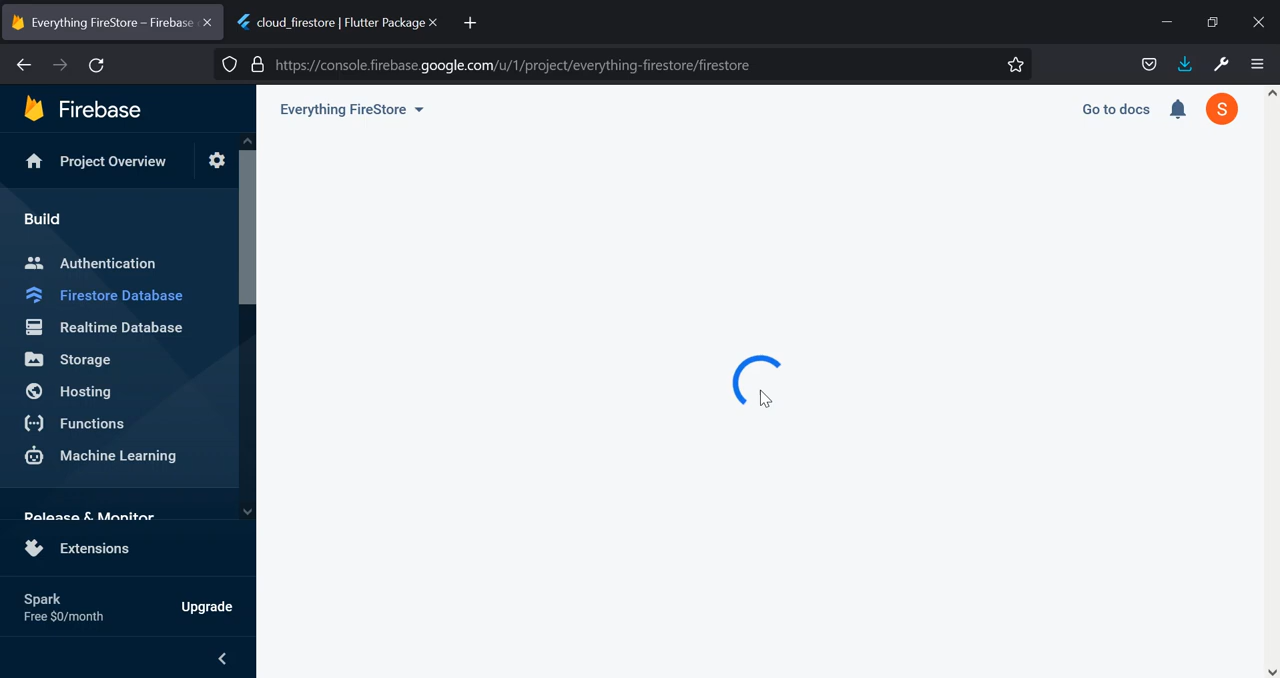 Everything FireStore – Firebase
cloud_firestore | Flutter Package
https://console.firebase.google.com/u/1/project/everything-firestore/firestore
Firebase
Everything FireStore
Go to docs
S
Project Overview
Build
Authentication
Firestore Database
Realtime Database
Storage
Hosting
Functions
Machine Learning
Release & Monitor
Extensions
Spark
Free $0/month
Upgrade